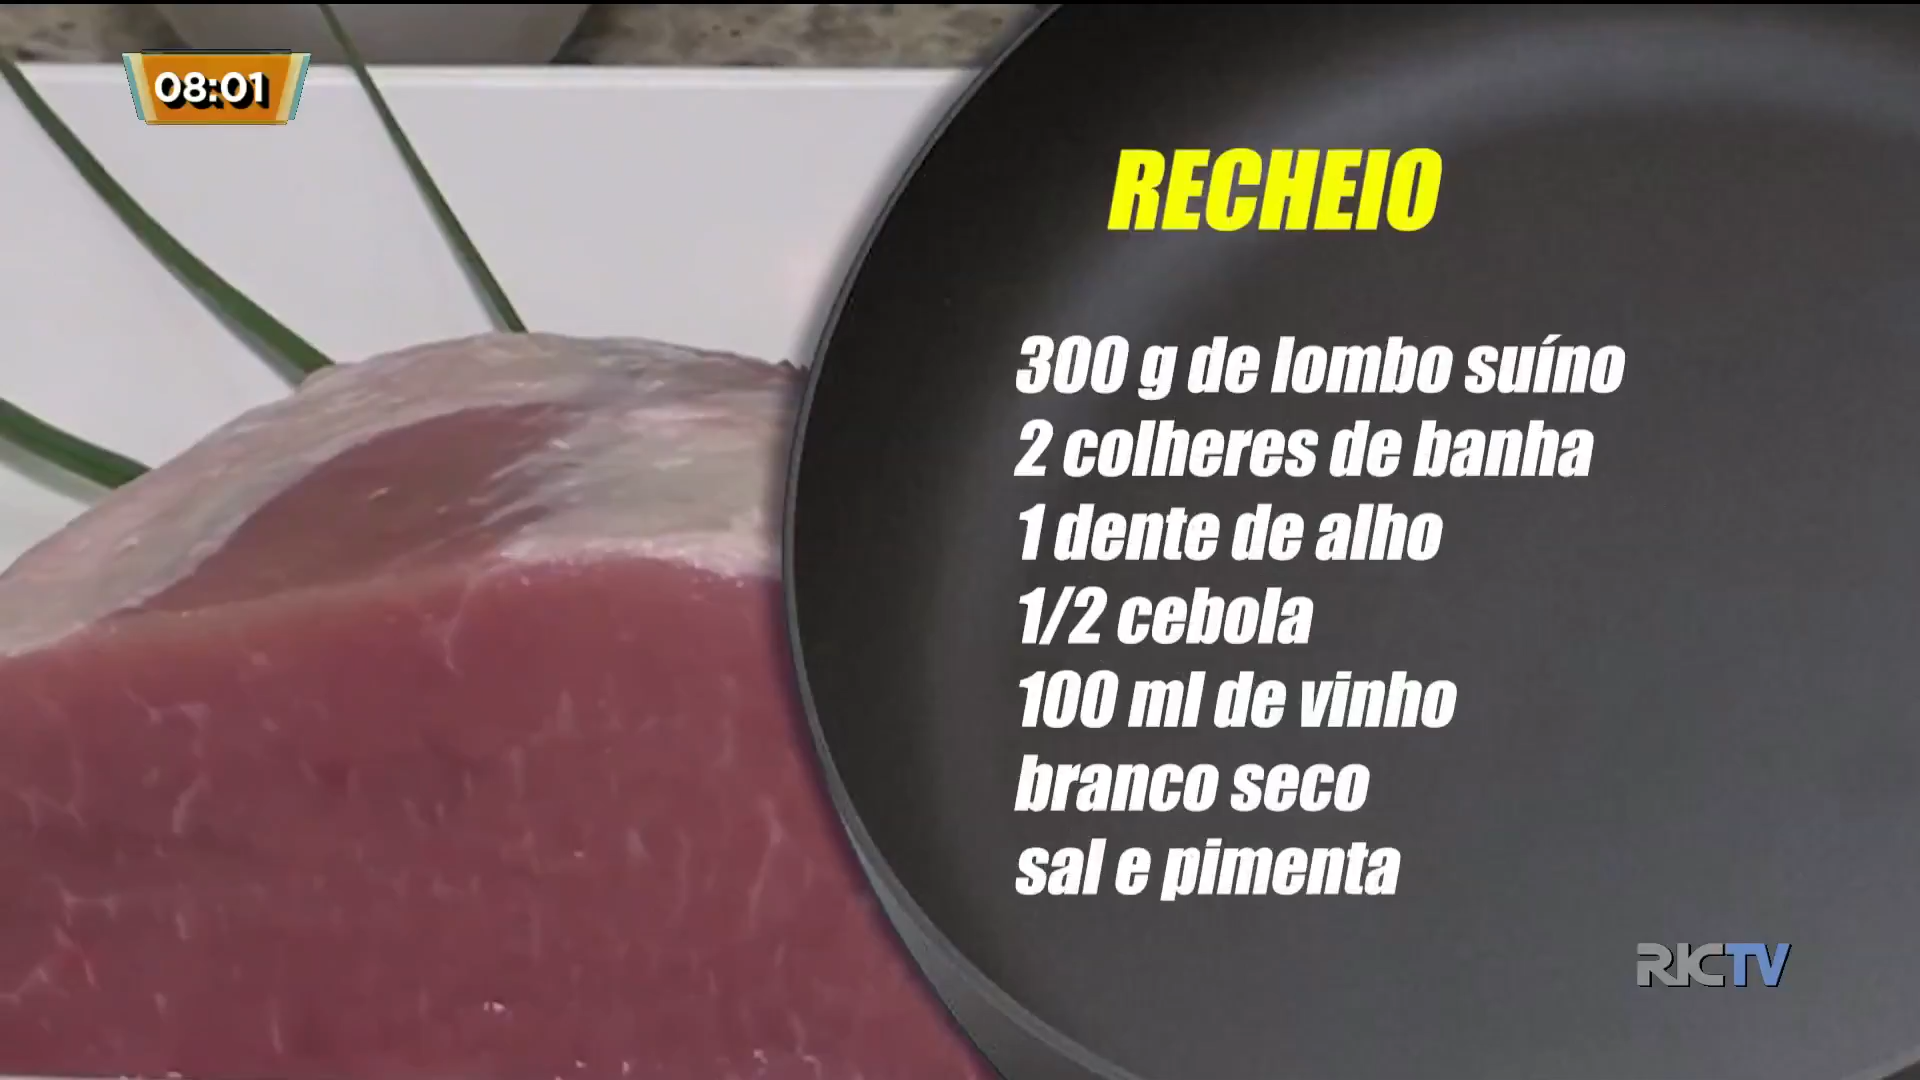 08:01
RECHEIO
300 g de lombo suíno
2 colheres de banha
1 dente de alho
1/2 cebola
100 ml de vinho
branco seco
sal e pimenta
RICTV